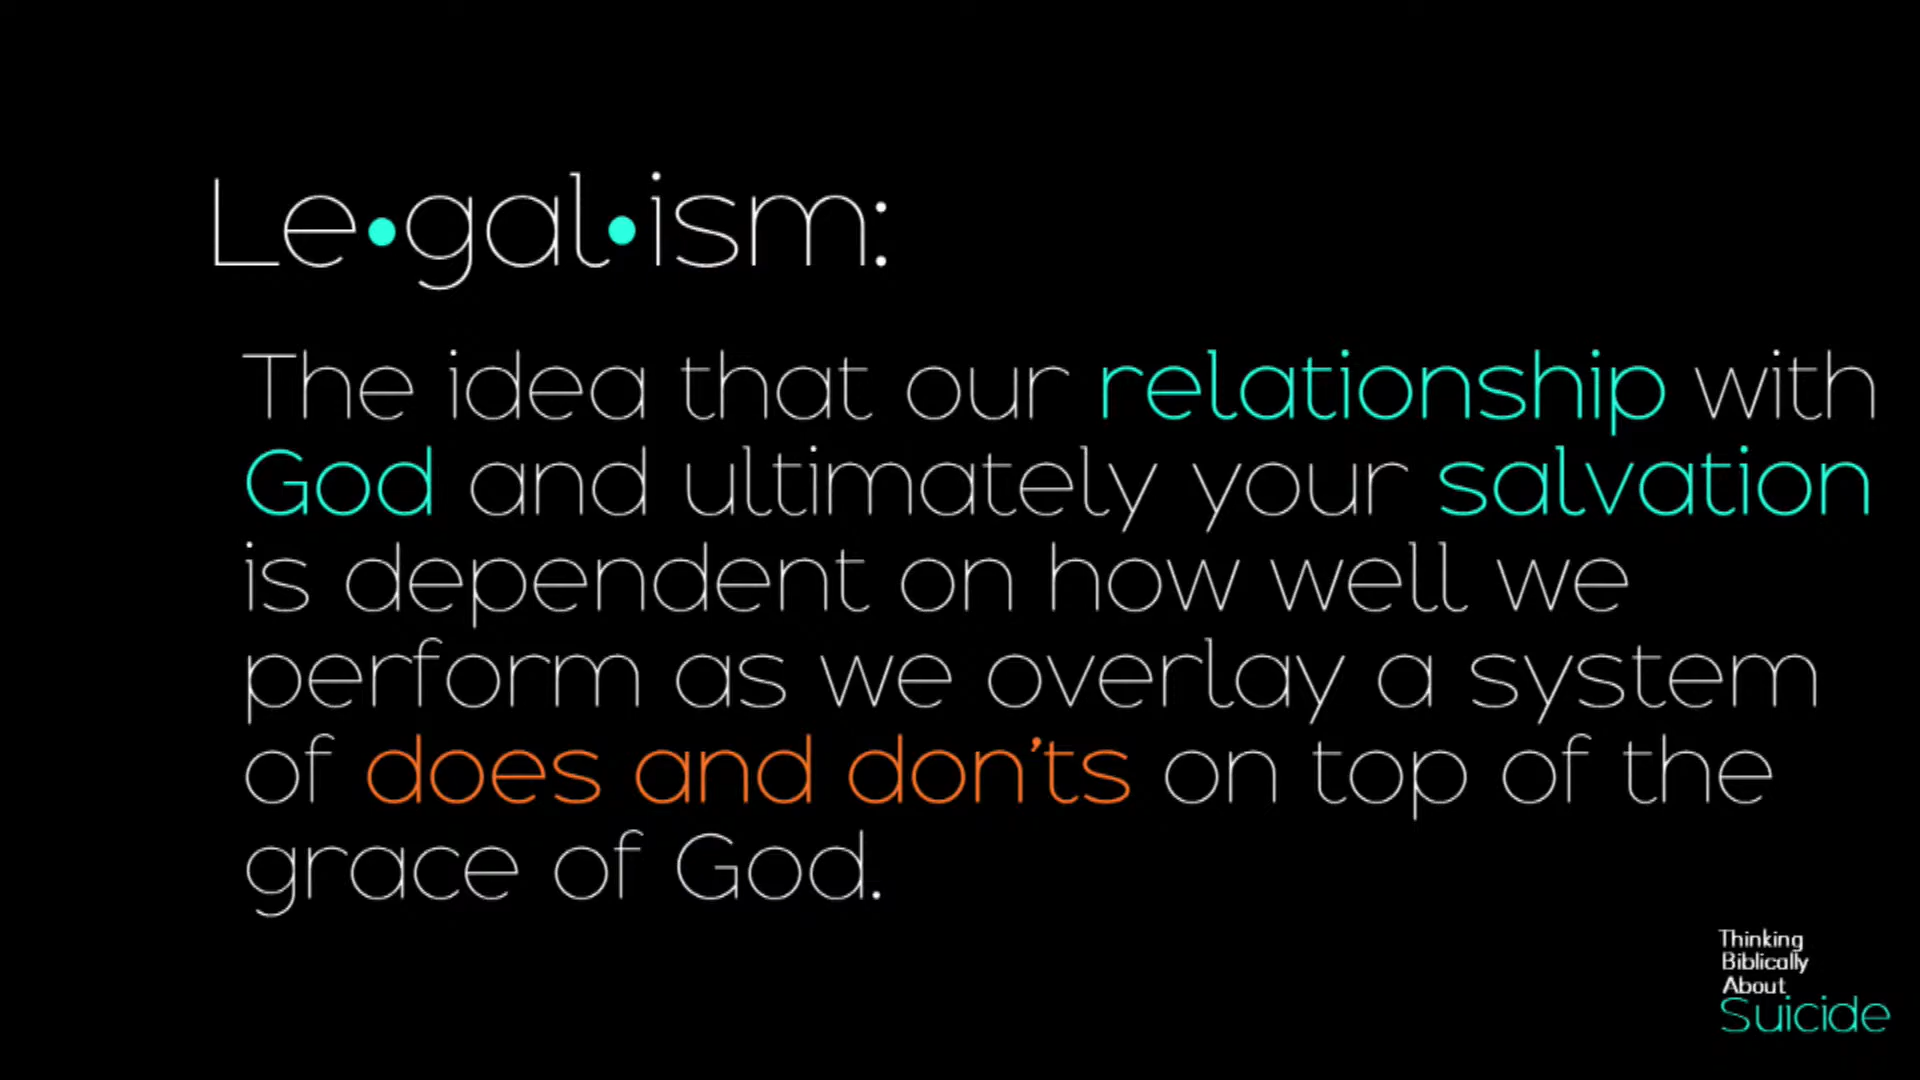 Le•gal•ism:
The idea that our relationship with
God and ultimately your salvation
is dependent on how well we
perform as we overlay a system
of does and don'ts on top of the
grace of God.
Thinking
Biblically
About
Suicide